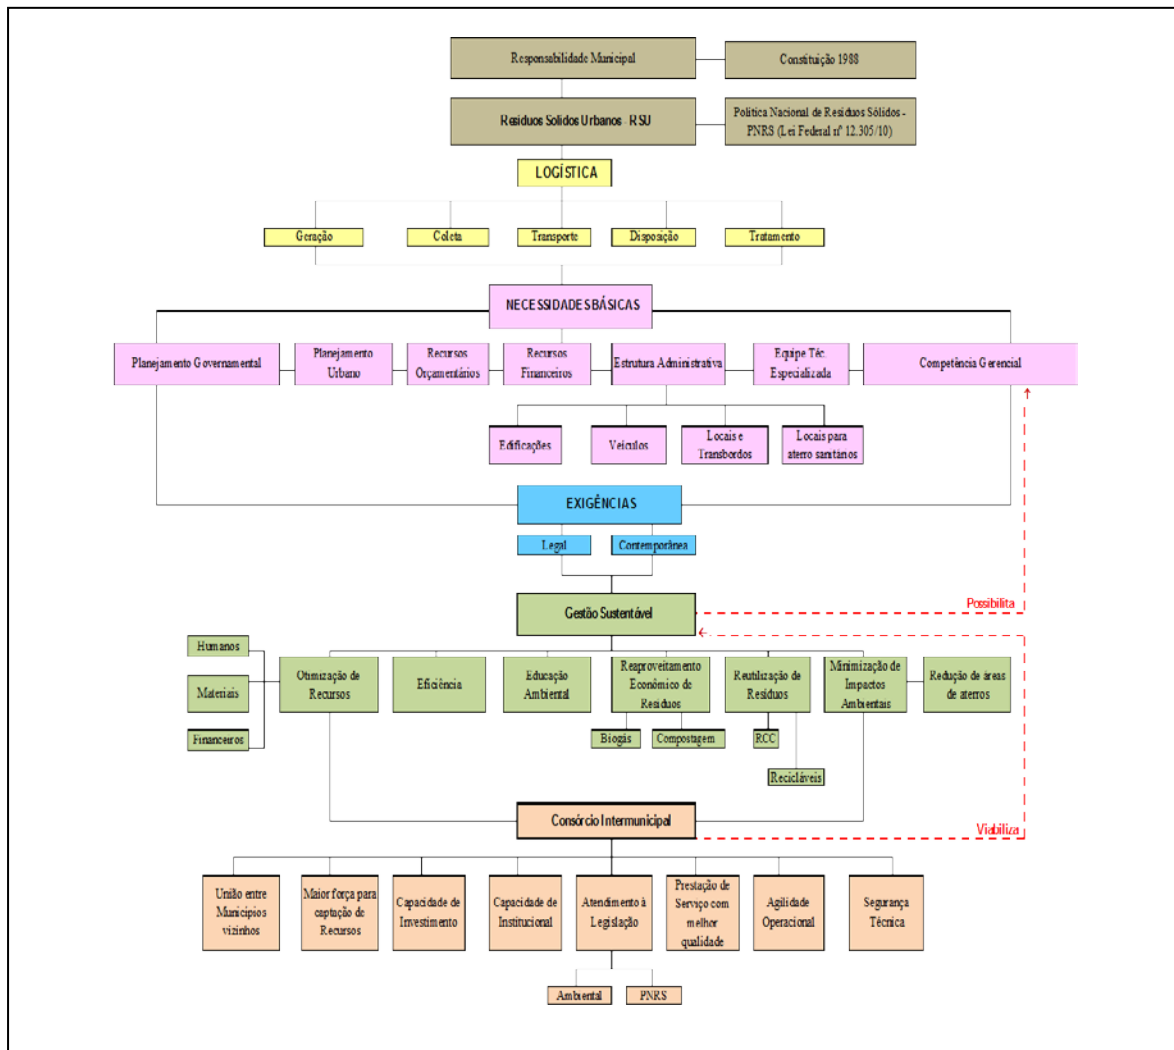 Responsabilidade Municipal
Constituição 1988
Resíduos Solidos Urbanos - RSU
Política Nacional de Resíduos Sólidos -
PNRS (Lei Federal nº 12.305/10)
LOGÍSTICA
Geração
Coleta
Transporte
Disposição
Tratamento
NECESSIDADES BÁSICAS
Planejamento Governamental
Planejamento
Urbano
Recursos
Orçamentários
Recursos
Financeiros
Estrutura Administrativa
Equipe Téc.
Especializada
Competência Gerencial
Edificações
Veículos
Locais e
Transbordos
Locais para
aterro sanitários
EXIGÊNCIAS
Legal
Contemporânea
Gestão Sustentável
Possibilita
Humanos
Materiais
Financeiros
Otimização de
Recursos
Eficiência
Educação
Ambiental
Reaproveitamento
Econômico de
Resíduos
Reutilização de
Resíduos
Minimização de
Impactos
Ambientais
Redução de áreas
de aterros
Biogás
Compostagem
RCC
Recicláveis
Consórcio Intermunicipal
Viabiliza
União entre
Municípios
vizinhos
Maior força para
captação de
Recursos
Capacidade de
Investimento
Capacidade de
Institucional
Atendimento à
Legislação
Prestação de
Serviço com
melhor
qualidade
Agilidade
Operacional
Segurança
Técnica
Ambiental
PNRS